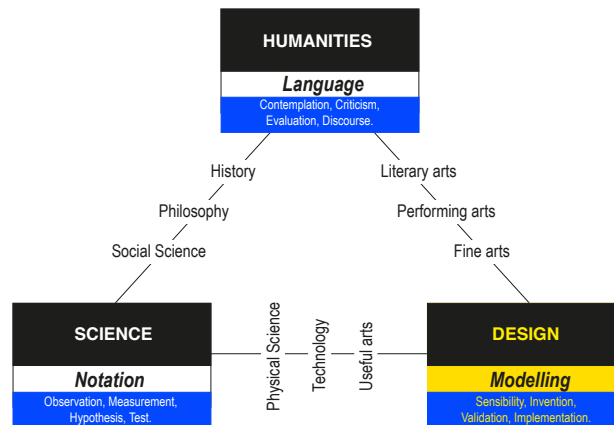 HUMANITIES
Language
Contemplation, Criticism,
Evaluation, Discourse.
History
Literary arts
Philosophy
Performing arts
Social Science
Fine arts
SCIENCE
Notation
Observation, Measurement,
Hypothesis, Test.
Physical Science
Technology
Useful arts
DESIGN
Modelling
Sensibility, Invention,
Validation, Implementation.